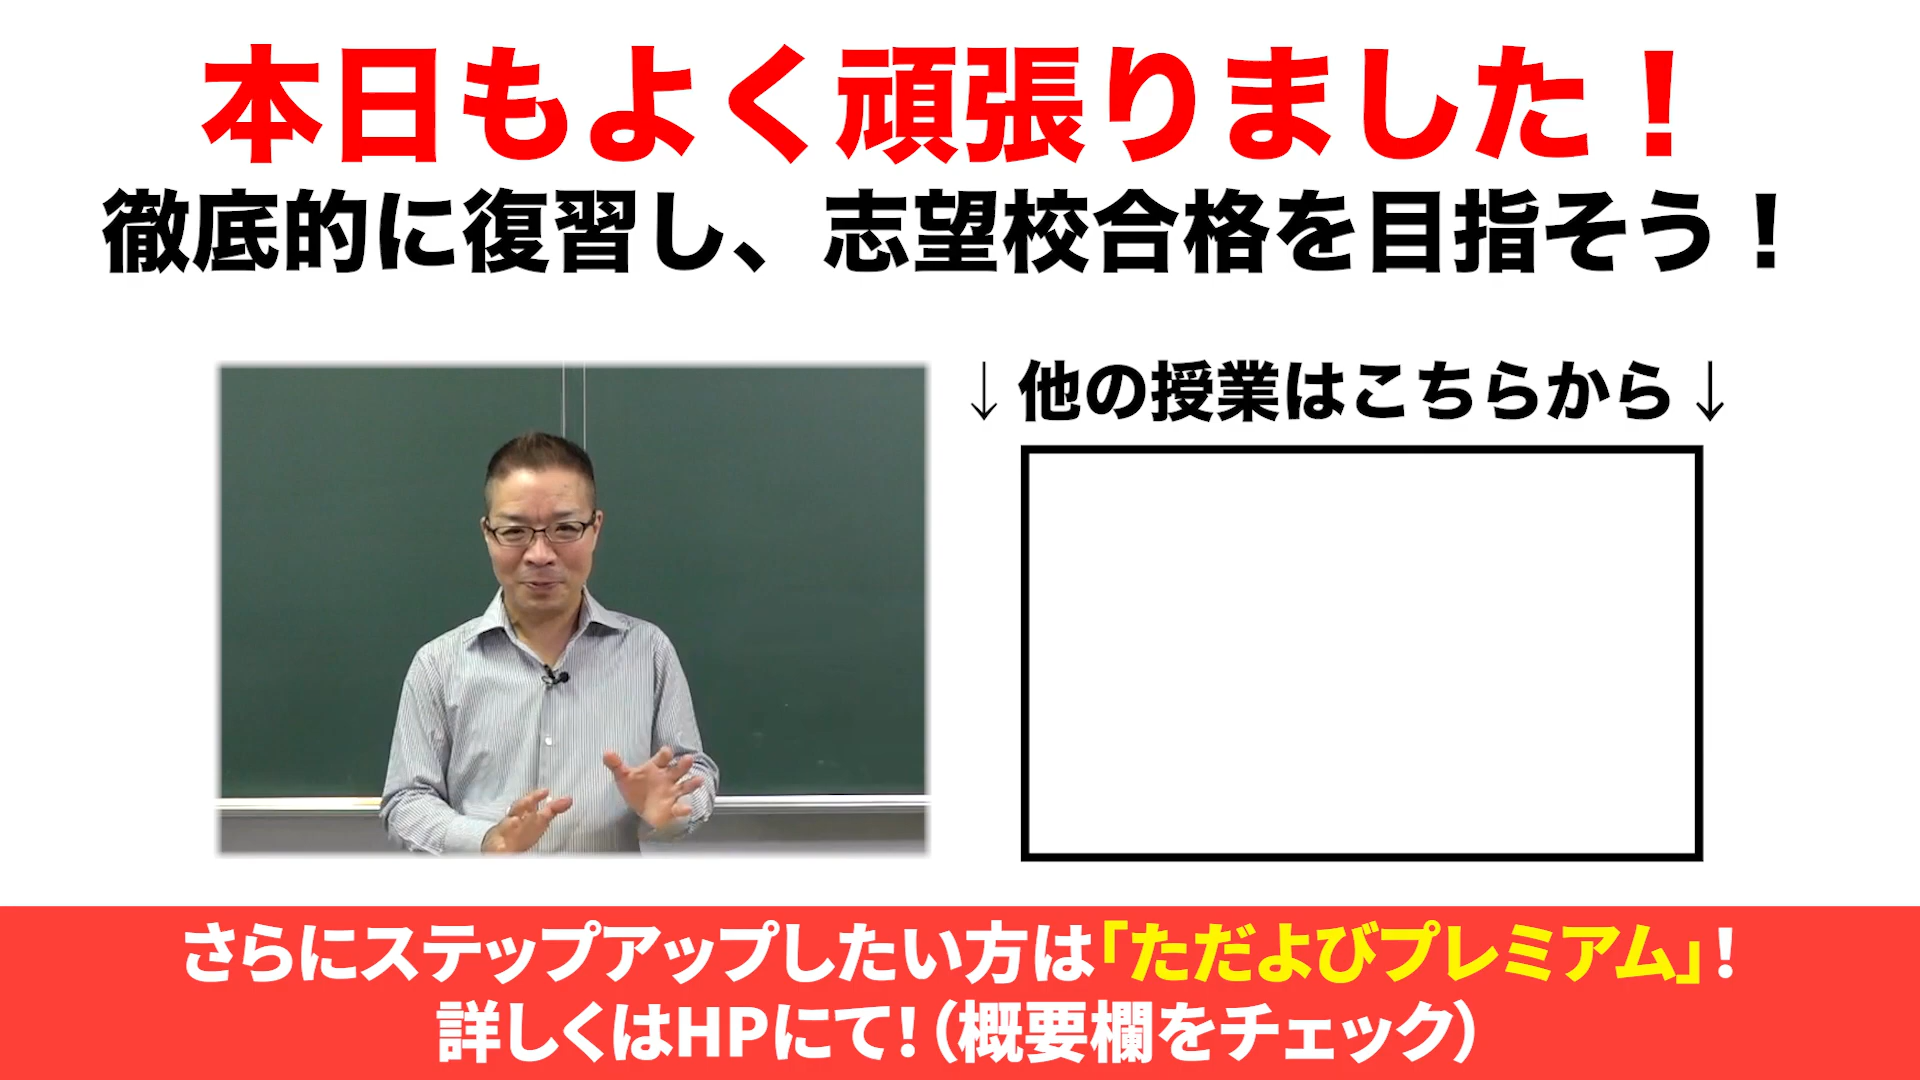 本日もよく頑張りました！
徹底的に復習し、志望校合格を目指そう！
↓他の授業はこちらから↓
さらにステップアップしたい方は「ただよびプレミアム」！
詳しくはHPにて！（概要欄をチェック）